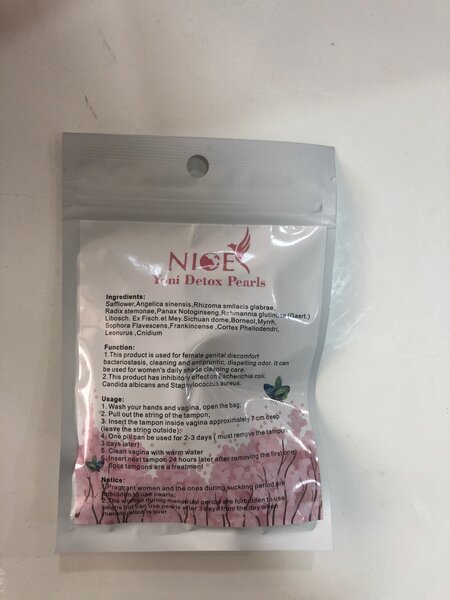 NICE
Yoni Detox Pearls
Ingredients:
Safflower,Angelica sinensis,Rhizoma smilacis glabrae,
Radix stemonae,Panax Notoginseng,Rehmannia glutinosa(Gaert.)
Libosch. Ex Fisch.et Mey,Sichuan dome,Borneol,Myrrh,
Sophora Flavescens,Frankincense ,Cortex Phellodendri,
Leonurus ,Cnidium
Function:
1.This product is used for female genital discomfort
bacteriostasis, cleaning and antipruritic, dispelling odor. It can
be used for women's daily shade cleaning care.
2.This product has inhibitory effect on Escherichia coli,
Candida albicans and Staphylococcus aureus.
Usage:
1. Wash your hands and vagina, open the bag;
2. Pull out the string of the tampon;
3. Insert the tampon inside vagina approximately 7 cm deep
(leave the string outside);
4. One pill can be used for 2-3 days ( must remove the tampon
3 days later)
5. Clean vagina with warm water
6. Insert next tampon 24 hours later after removing the first one
6pcs tampons are a treatment
Notice:
1.Pregnant women and the ones during suckling period are
forbidden to use pearls;
2.The women during menstrual period are forbidden to use
pearls but can use pearls after 3 days from the day when
menstruation is over